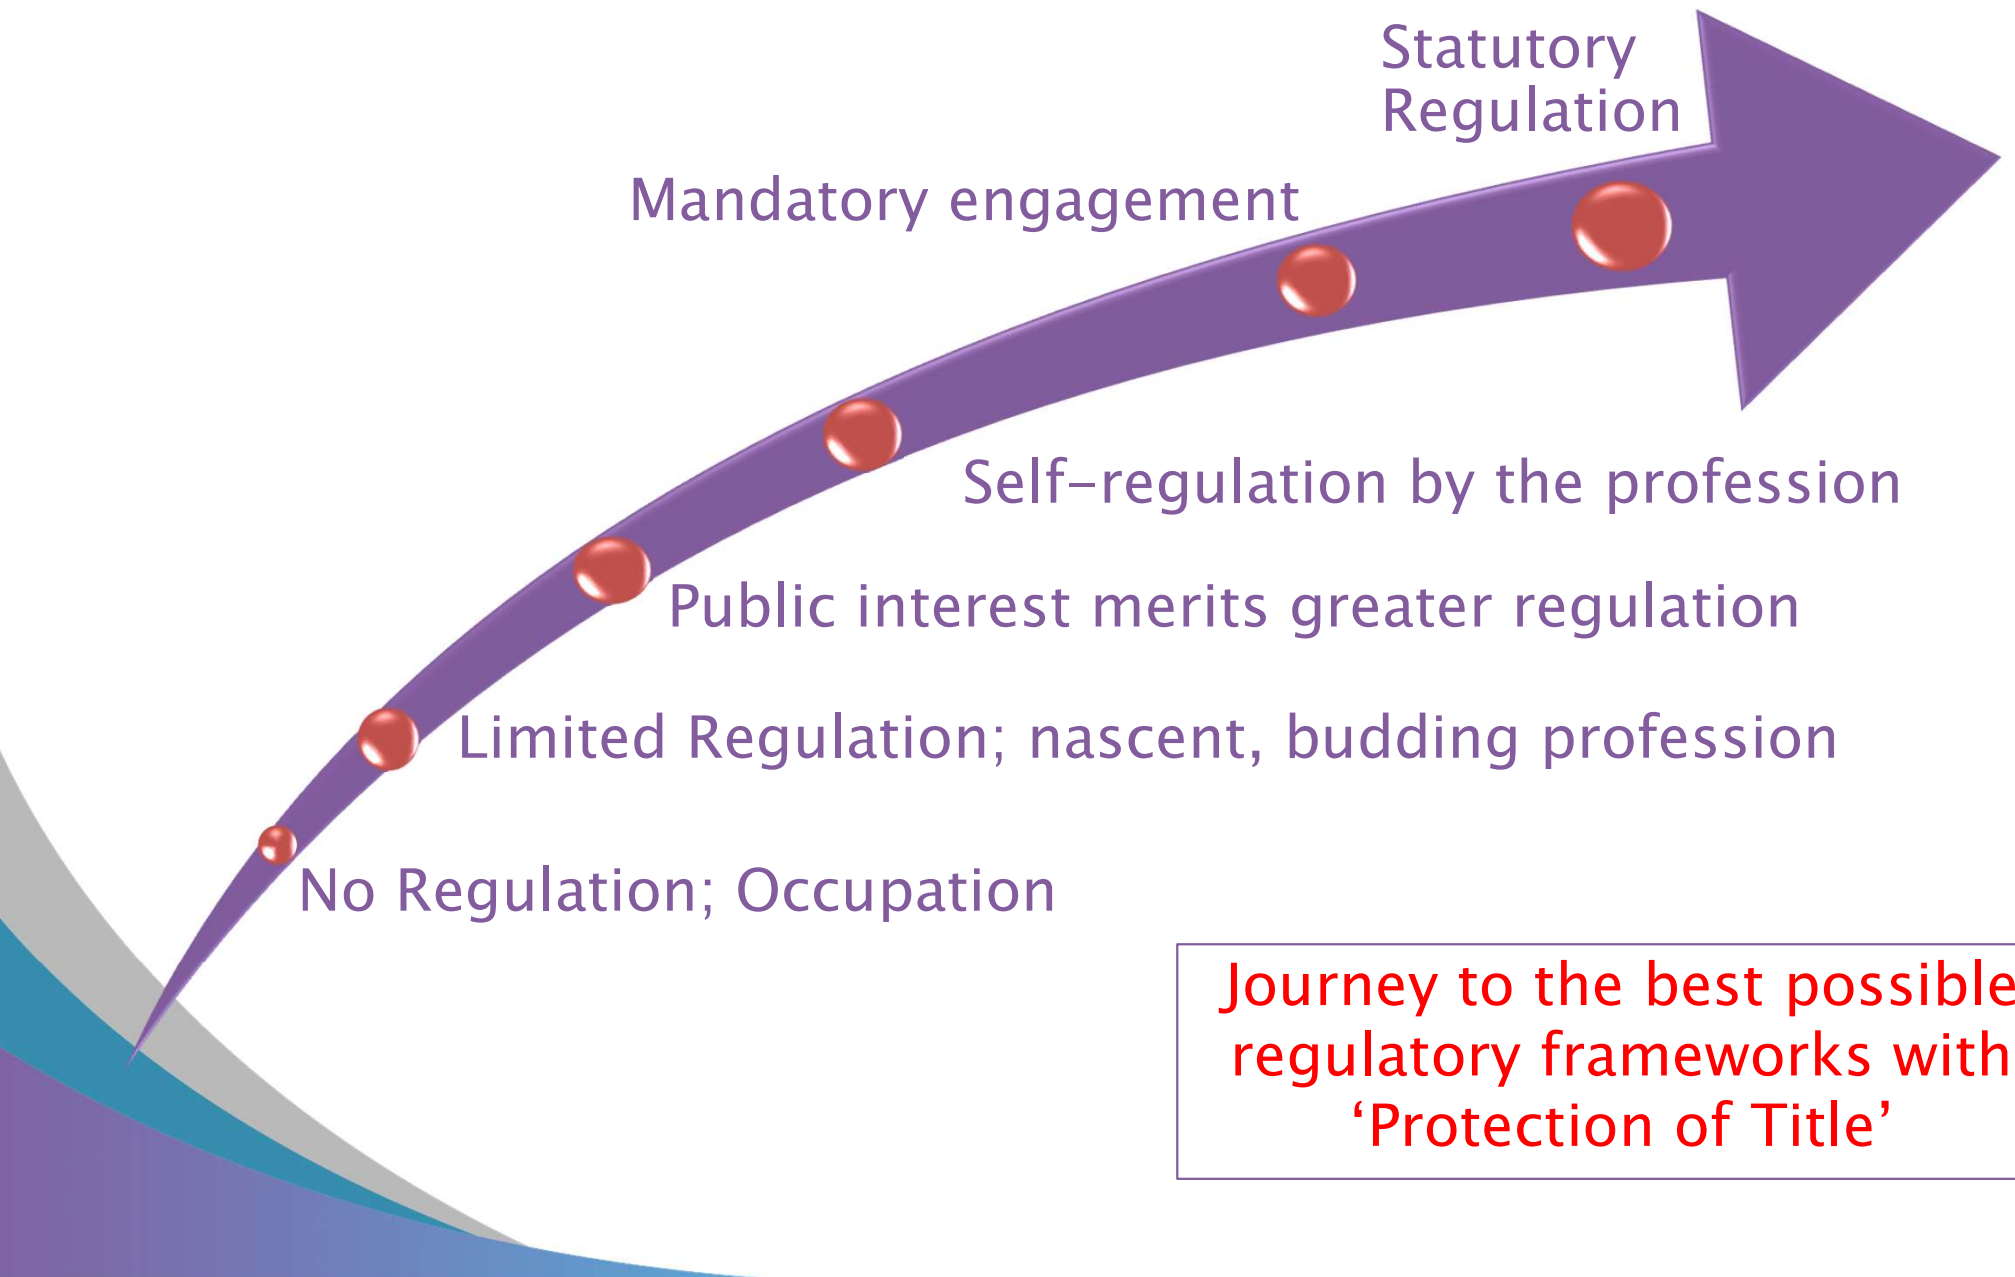 Statutory
Regulation
Mandatory engagement
Self-regulation by the profession
Public interest merits greater regulation
Limited Regulation; nascent, budding profession
No Regulation; Occupation
Journey to the best possible
regulatory frameworks with
‘Protection of Title’